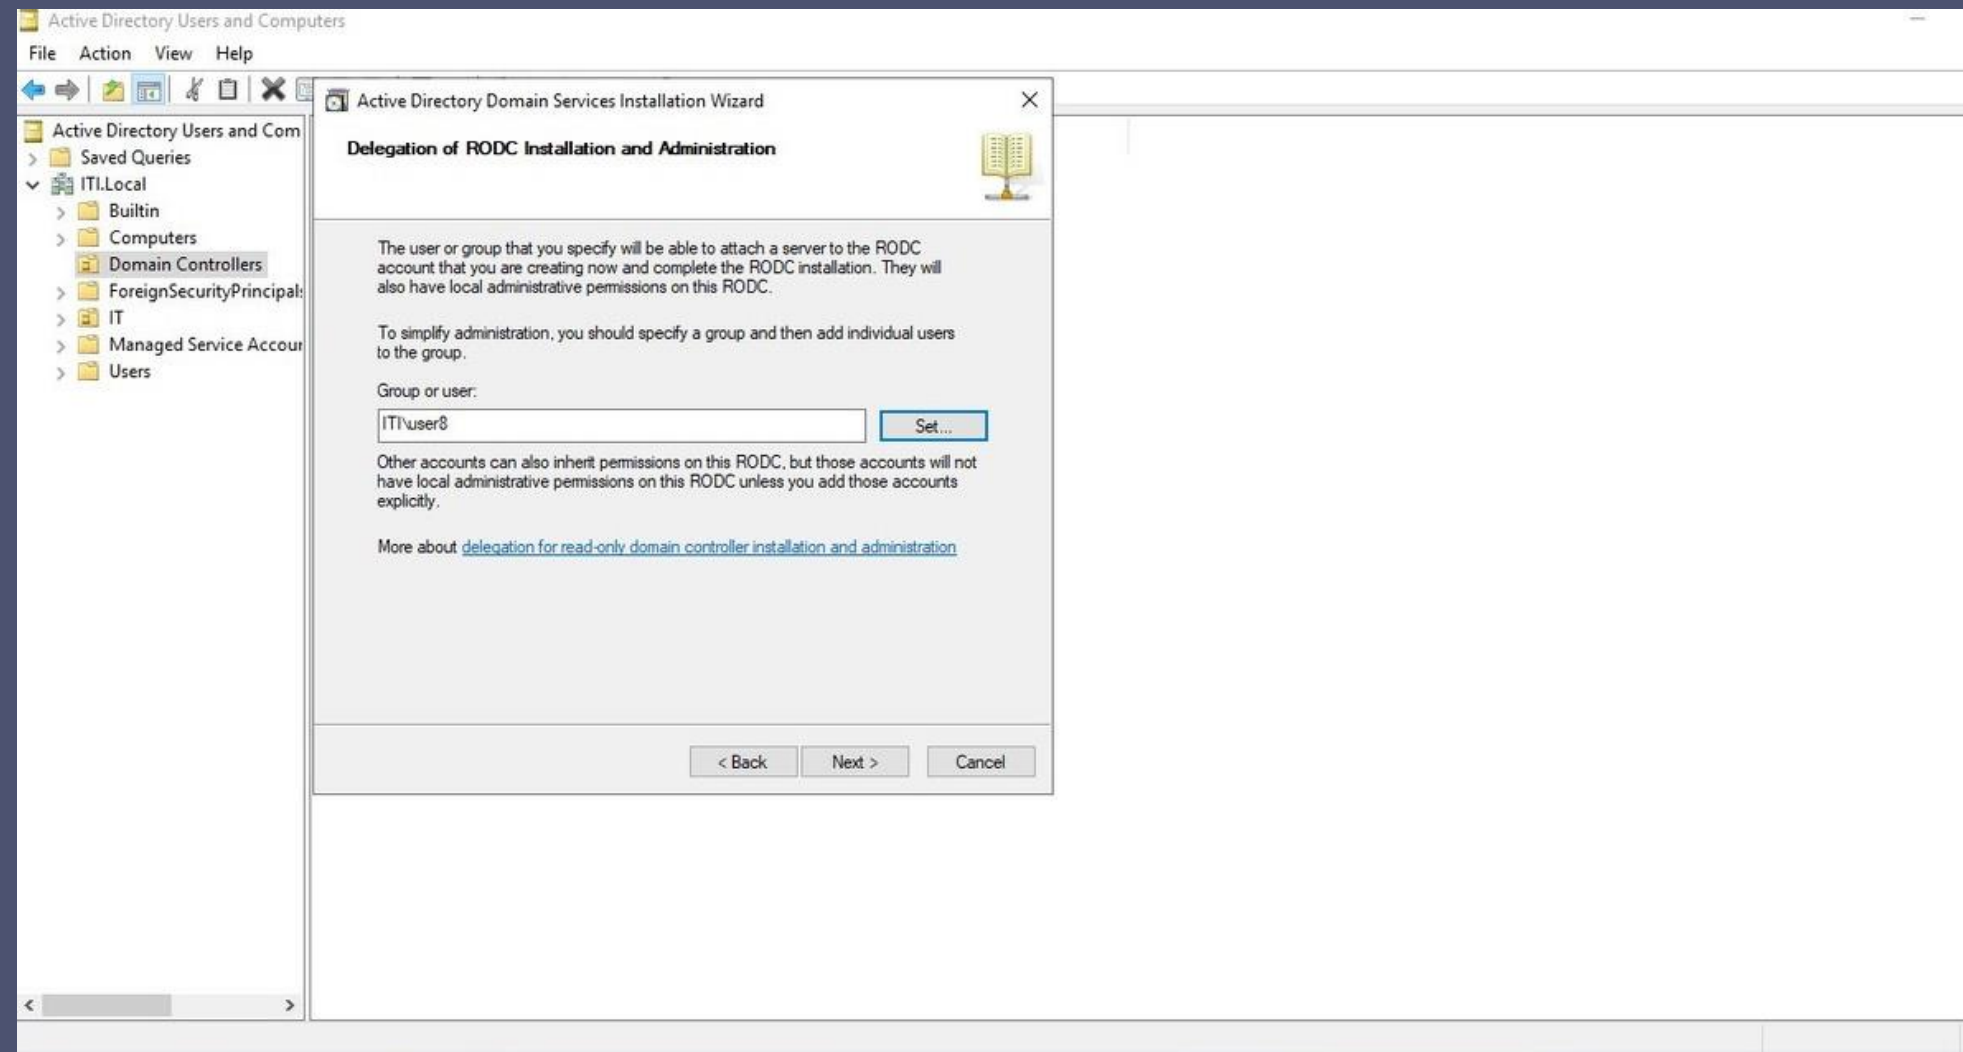 Active Directory Users and Computers
File Action View Help
Active Directory Users and Com
Saved Queries
ITI.Local
Builtin
Computers
Domain Controllers
ForeignSecurityPrincipals
IT
Managed Service Accour
Users
Active Directory Domain Services Installation Wizard
Delegation of RODC Installation and Administration
The user or group that you specify will be able to attach a server to the RODC
account that you are creating now and complete the RODC installation. They will
also have local administrative permissions on this RODC.
To simplify administration, you should specify a group and then add individual users
to the group.
Group or user:
ITI\user8
Set...
Other accounts can also inherit permissions on this RODC, but those accounts will not
have local administrative permissions on this RODC unless you add those accounts
explicitly.
More about delegation for read-only domain controller installation and administration
< Back Next > Cancel